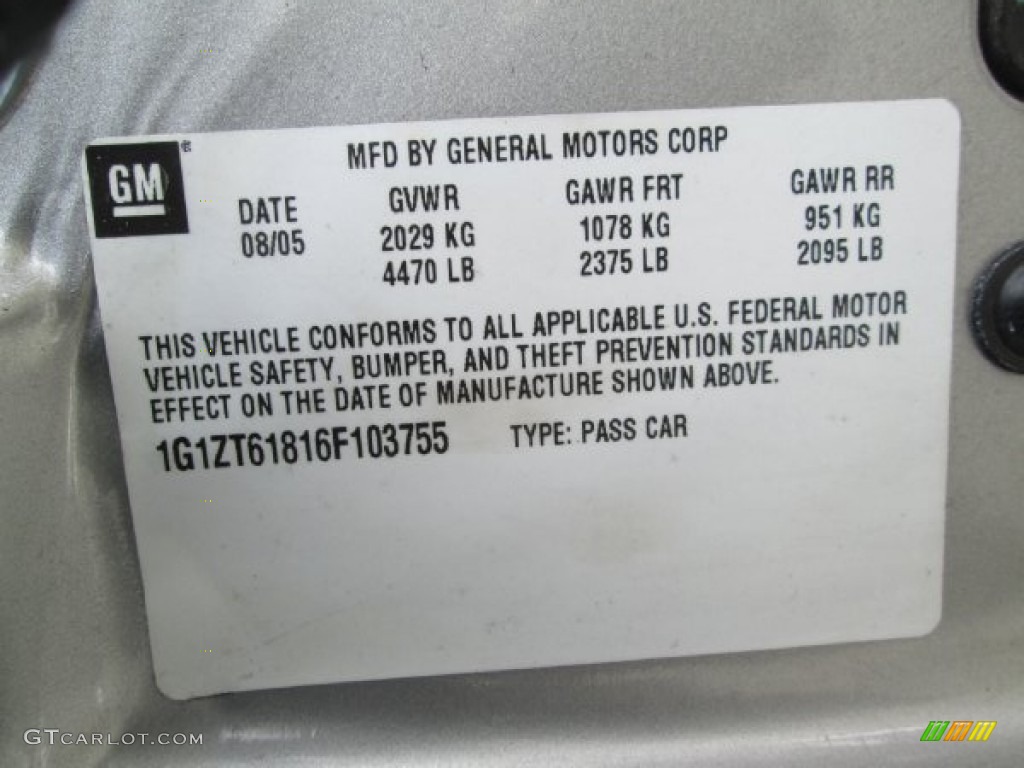 GM®
MFD BY GENERAL MOTORS CORP
DATE GVWR GAWR FRT GAWR RR
08/05 2029 KG 1078 KG 951 KG
4470 LB 2375 LB 2095 LB
THIS VEHICLE CONFORMS TO ALL APPLICABLE U.S. FEDERAL MOTOR
VEHICLE SAFETY, BUMPER, AND THEFT PREVENTION STANDARDS IN
EFFECT ON THE DATE OF MANUFACTURE SHOWN ABOVE.
1G1ZT61816F103755 TYPE: PASS CAR
GTCARLOT.COM